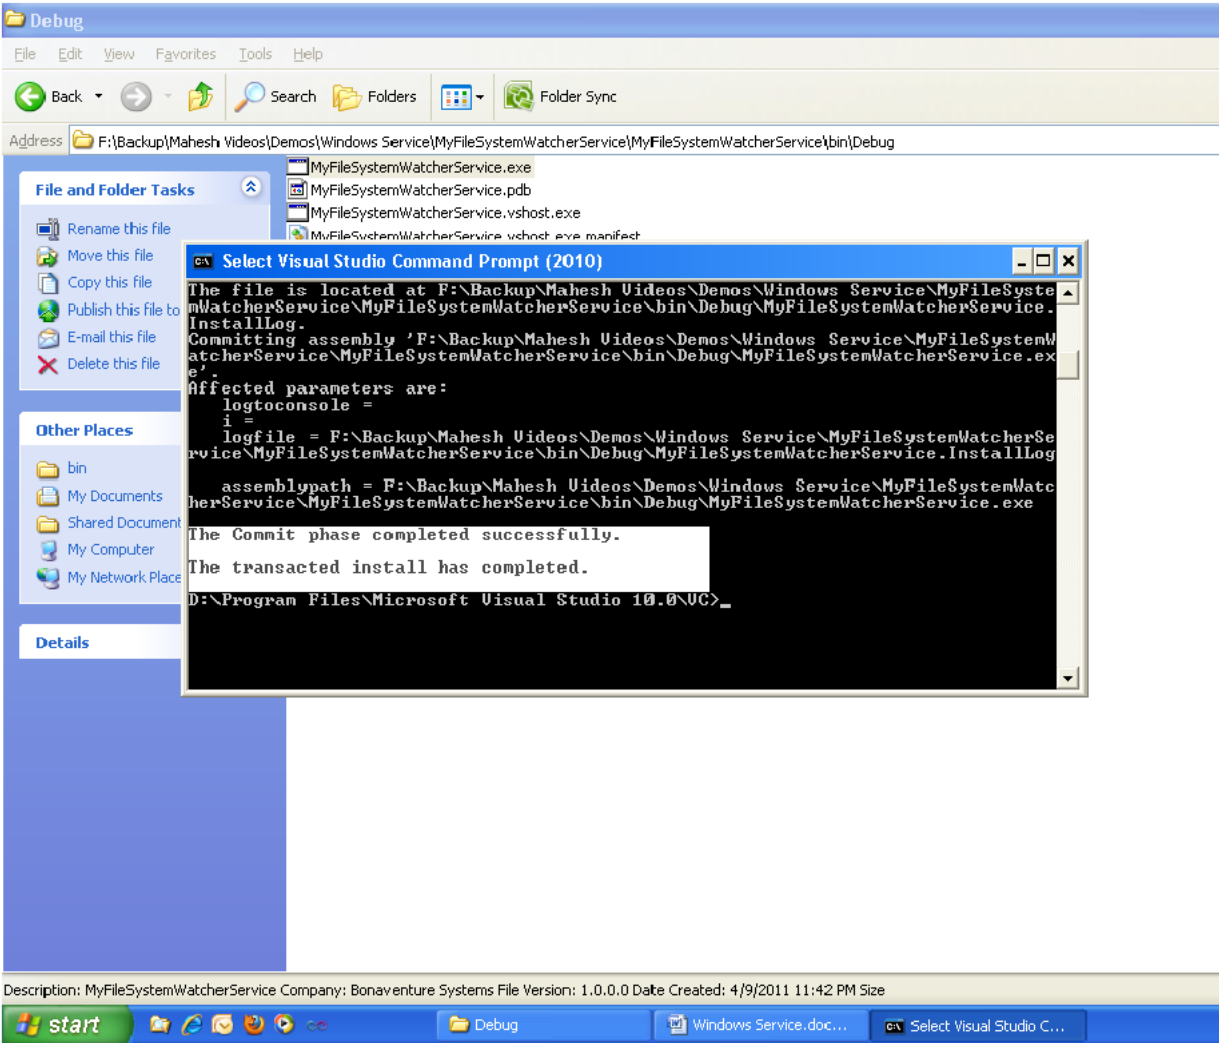 Debug
File Edit View Favorites Tools Help
Back Search Folders Folder Sync
Address F:\Backup\Mahesh Videos\Demos\Windows Service\MyFileSystemWatcherService\MyFileSystemWatcherService\bin\Debug
MyFileSystemWatcherService.exe
MyFileSystemWatcherService.pdb
MyFileSystemWatcherService.vshost.exe
MyFileSystemWatcherService.vshost.exe.manifest
File and Folder Tasks
Rename this file
Move this file
Copy this file
Publish this file to
E-mail this file
Delete this file
Other Places
bin
My Documents
Shared Document
My Computer
My Network Place
Details
Select Visual Studio Command Prompt (2010)
The file is located at F:\Backup\Mahesh Videos\Demos\Windows Service\MyFileSyste
mWatcherService\MyFileSystemWatcherService\bin\Debug\MyFileSystemWatcherService.
InstallLog.
Committing assembly 'F:\Backup\Mahesh Videos\Demos\Windows Service\MyFileSystemW
atcherService\MyFileSystemWatcherService\bin\Debug\MyFileSystemWatcherService.ex
e'.
Affected parameters are:
logtoconsole =
i =
logfile = F:\Backup\Mahesh Videos\Demos\Windows Service\MyFileSystemWatcherSe
rvice\MyFileSystemWatcherService\bin\Debug\MyFileSystemWatcherService.InstallLog
assemblypath = F:\Backup\Mahesh Videos\Demos\Windows Service\MyFileSystemWatc
herService\MyFileSystemWatcherService\bin\Debug\MyFileSystemWatcherService.exe
The Commit phase completed successfully.
The transacted install has completed.
D:\Program Files\Microsoft Visual Studio 10.0\VC>_
Description: MyFileSystemWatcherService Company: Bonaventure Systems File Version: 1.0.0.0 Date Created: 4/9/2011 11:42 PM Size
start Debug Windows Service.doc... Select Visual Studio C...